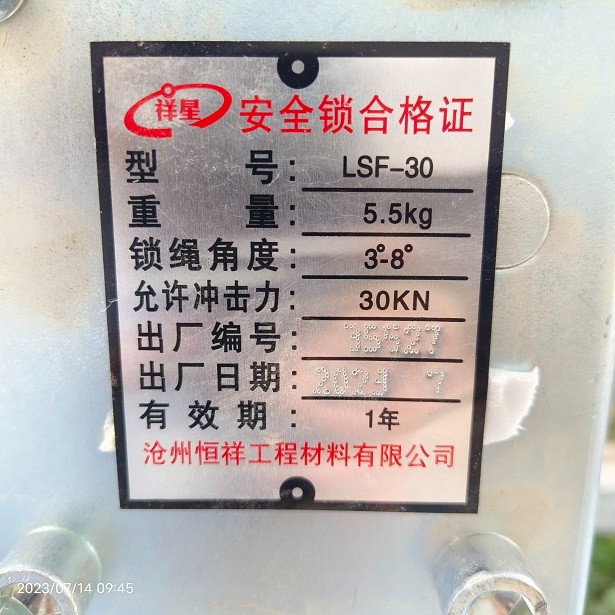 祥星 安全锁合格证
型 号: LSF-30
重 量: 5.5kg
锁绳角度: 3°-8°
允许冲击力: 30KN
出厂编号:
出厂日期: 7
有效期: 1年
沧州恒祥工程材料有限公司
2023/07/14 09:45